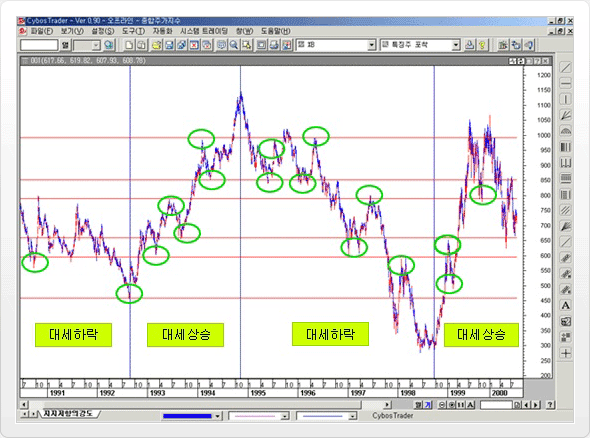 CybosTrader - Ver 0.90 - 오프라인 - 종합주가지수
파일(F) 보기(V) 설정(S) 도구(T) 자동화 시스템 트레이딩 창(W) 도움말(H)
XB 특징주 포착
001(617.66, 619.82, 607.93, 608.78)
1200
1150
1100
1050
1000
950
900
850
800
750
700
650
600
550
500
450
400
350
300
250
200
대세하락 대세상승 대세하락 대세상승
1991 1992 1993 1994 1995 1996 1997 1998 1999 2000
지지저항의강도
CybosTrader